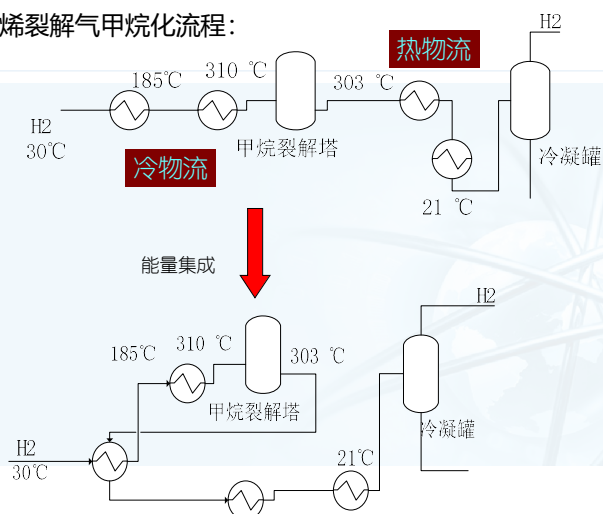 烯裂解气甲烷化流程：
H2
热物流
185℃
310 ℃
303 ℃
H2
30℃
甲烷裂解塔
冷凝罐
冷物流
21 ℃
能量集成
H2
185℃
310 ℃
303 ℃
甲烷裂解塔
冷凝罐
H2
30℃
21℃